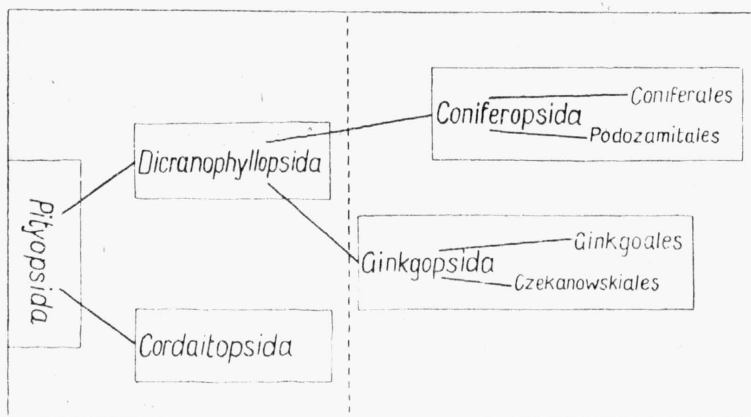 Pityopsida
Dicranophyllopsida
Cordaitopsida
Coniferopsida
Coniferales
Podozamitales
Ginkgopsida
Ginkgoales
Czekanowskiales